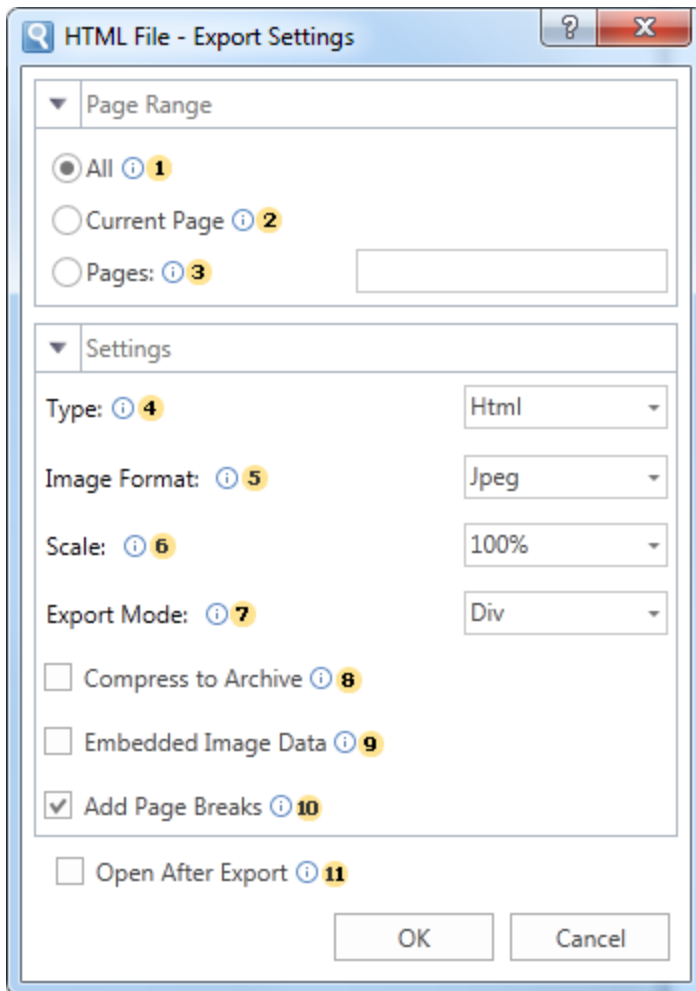 HTML File - Export Settings ? X
Page Range
All i 1
Current Page i 2
Pages: i 3
Settings
Type: i 4 Html
Image Format: i 5 Jpeg
Scale: i 6 100%
Export Mode: i 7 Div
Compress to Archive i 8
Embedded Image Data i 9
Add Page Breaks i 10
Open After Export i 11
OK Cancel